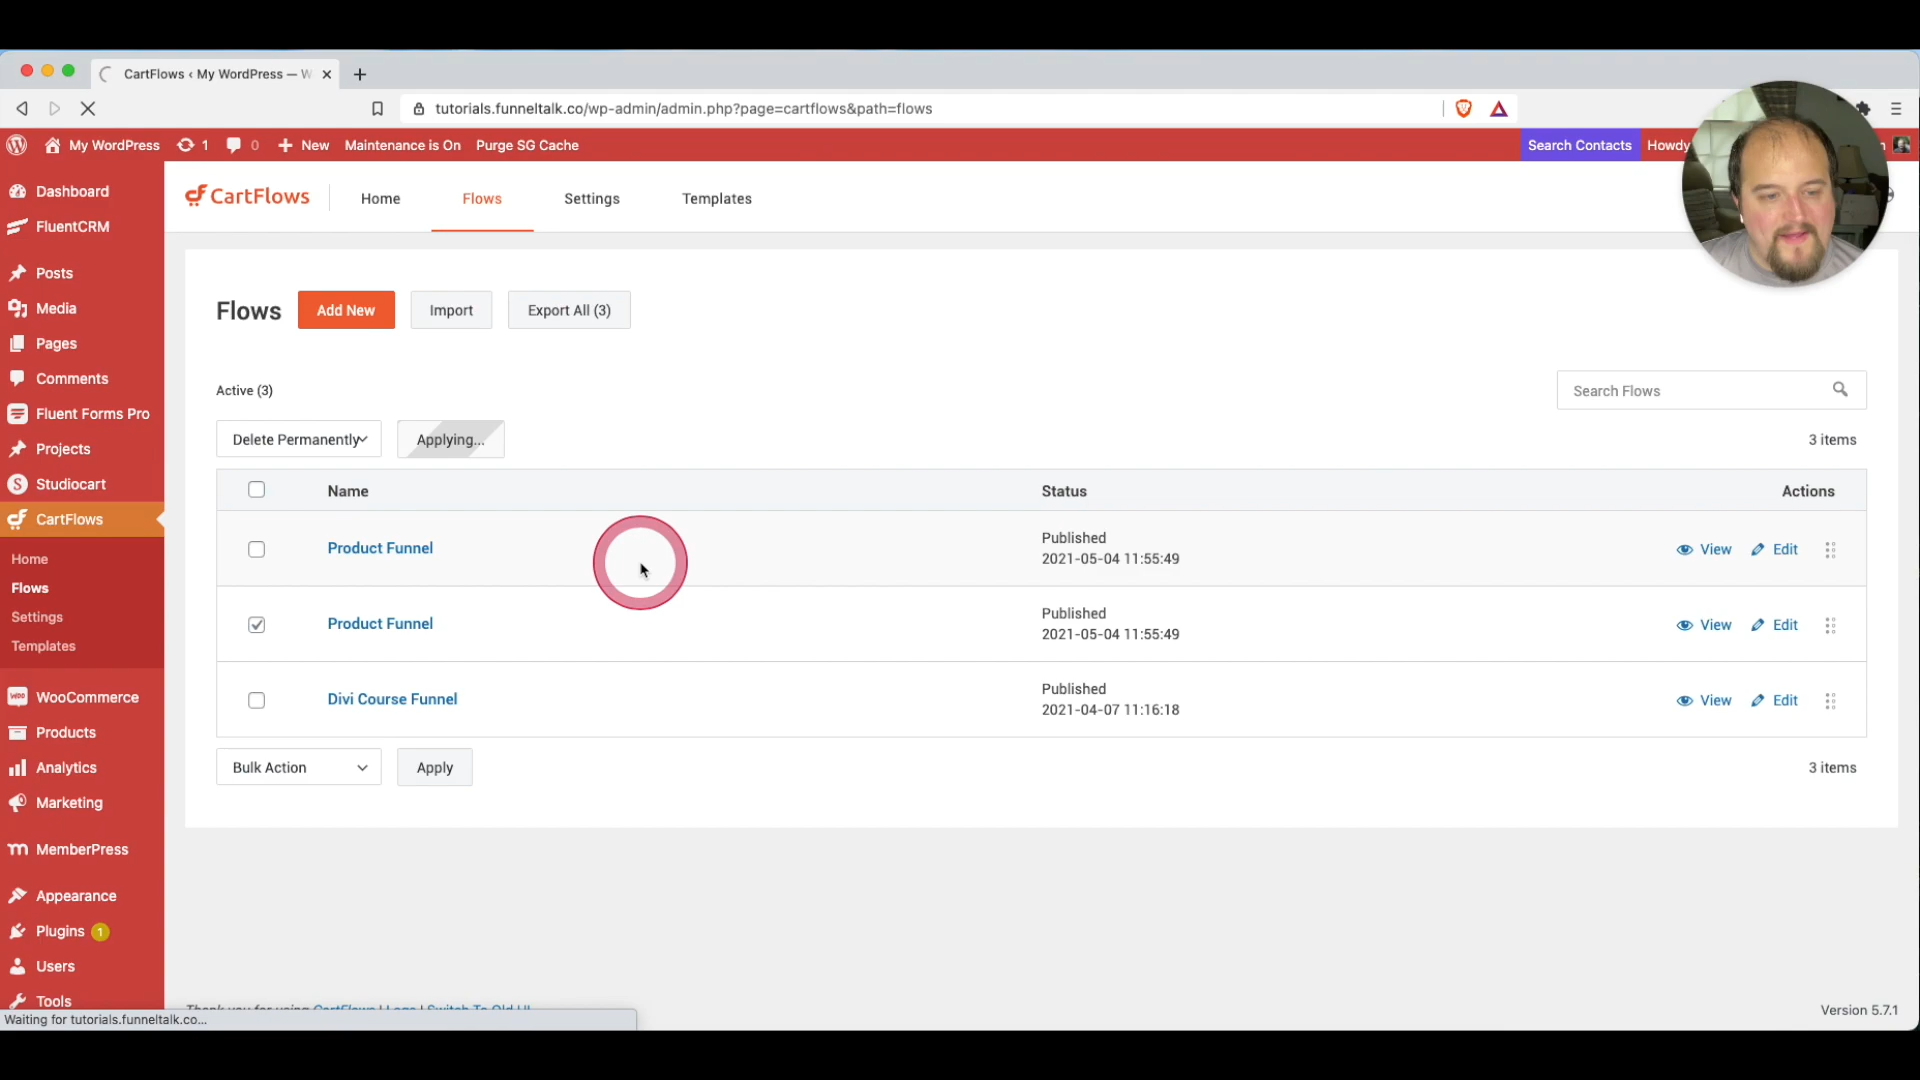 CartFlows ‹ My WordPress — W
tutorials.funneltalk.co/wp-admin/admin.php?page=cartflows&path=flows
My WordPress 1 0 New Maintenance is On Purge SG Cache Search Contacts Howdy
Dashboard
FluentCRM
Posts
Media
Pages
Comments
Fluent Forms Pro
Projects
Studiocart
CartFlows
Home
Flows
Settings
Templates
WooCommerce
Products
Analytics
Marketing
MemberPress
Appearance
Plugins 1
Users
Tools
CartFlows Home Flows Settings Templates
Flows Add New Import Export All (3)
Active (3)
Search Flows
Delete Permanently Applying... 3 items
Name Status Actions
Product Funnel Published View Edit
2021-05-04 11:55:49
Product Funnel Published View Edit
2021-05-04 11:55:49
Divi Course Funnel Published View Edit
2021-04-07 11:16:18
Bulk Action Apply 3 items
Thank you for using CartFlows | Logs | Switch To Old UI
Version 5.7.1
Waiting for tutorials.funneltalk.co...